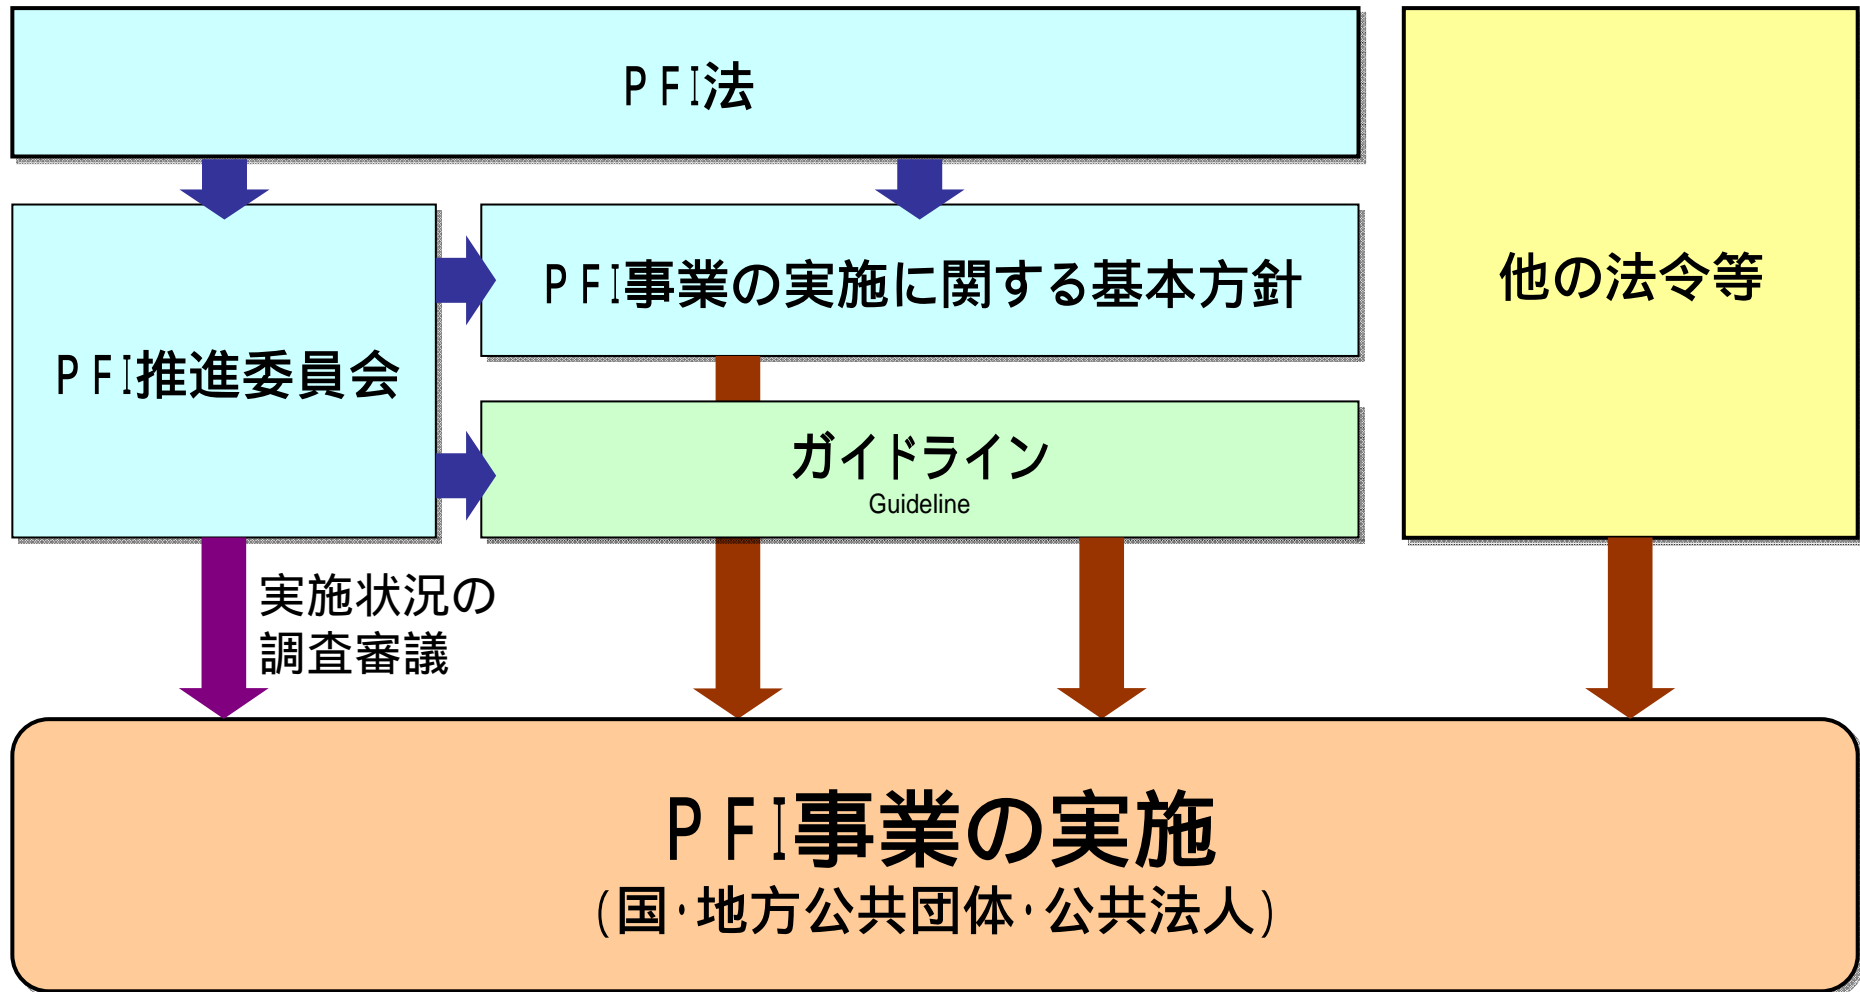 PFI法
PFI事業の実施に関する基本方針
他の法令等
PFI推進委員会
ガイドライン
Guideline
実施状況の
調査審議
PFI事業の実施
(国・地方公共団体・公共法人)